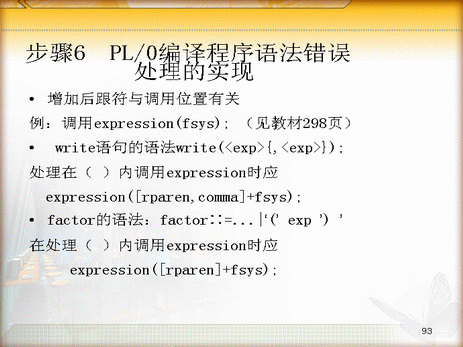 步骤6 PL/0编译程序语法错误
处理的实现
• 增加后跟符与调用位置有关
例：调用expression(fsys); （见教材298页）
• write语句的语法write(<exp>{,<exp>});
处理在（ ）内调用expression时应
expression([rparen,comma]+fsys);
• factor的语法：factor::=...|‘(’ exp ‘) ’
在处理（ ）内调用expression时应
expression([rparen]+fsys);
93